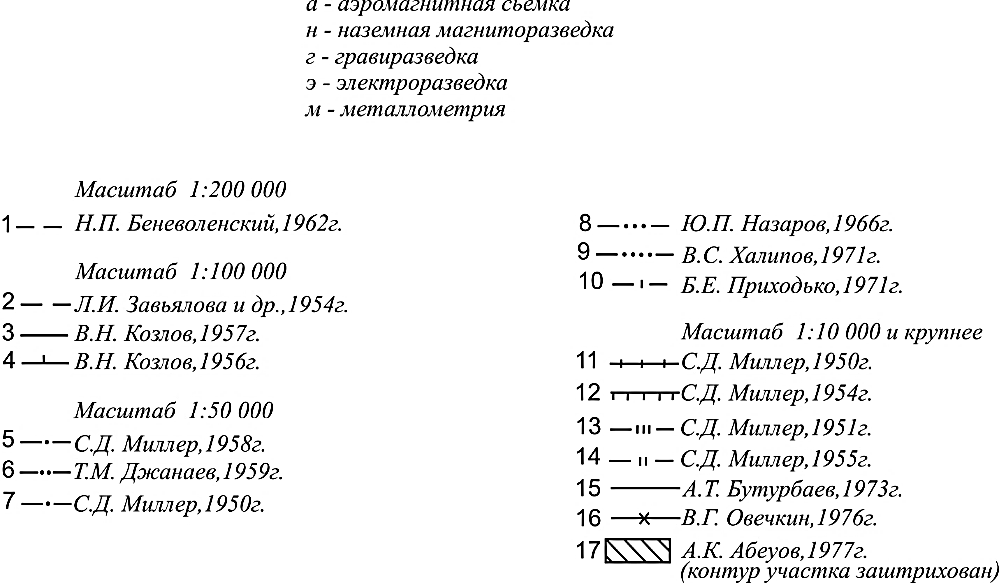 а - аэромагнитная съемка
н - наземная магниторазведка
г - гравиразведка
э - электроразведка
м - металлометрия
Масштаб 1:200 000
1 Н.П. Беневоленский,1962г.
Масштаб 1:100 000
2 Л.И. Завьялова и др.,1954г.
3 В.Н. Козлов,1957г.
4 В.Н. Козлов,1956г.
Масштаб 1:50 000
5 С.Д. Миллер,1958г.
6 Т.М. Джанаев,1959г.
7 С.Д. Миллер,1950г.
8 Ю.П. Назаров,1966г.
9 В.С. Халипов,1971г.
10 Б.Е. Приходько,1971г.
Масштаб 1:10 000 и крупнее
11 С.Д. Миллер,1950г.
12 С.Д. Миллер,1954г.
13 С.Д. Миллер,1951г.
14 С.Д. Миллер,1955г.
15 А.Т. Бутурбаев,1973г.
16 В.Г. Овечкин,1976г.
17 А.К. Абеуов,1977г.
(контур участка заштрихован)